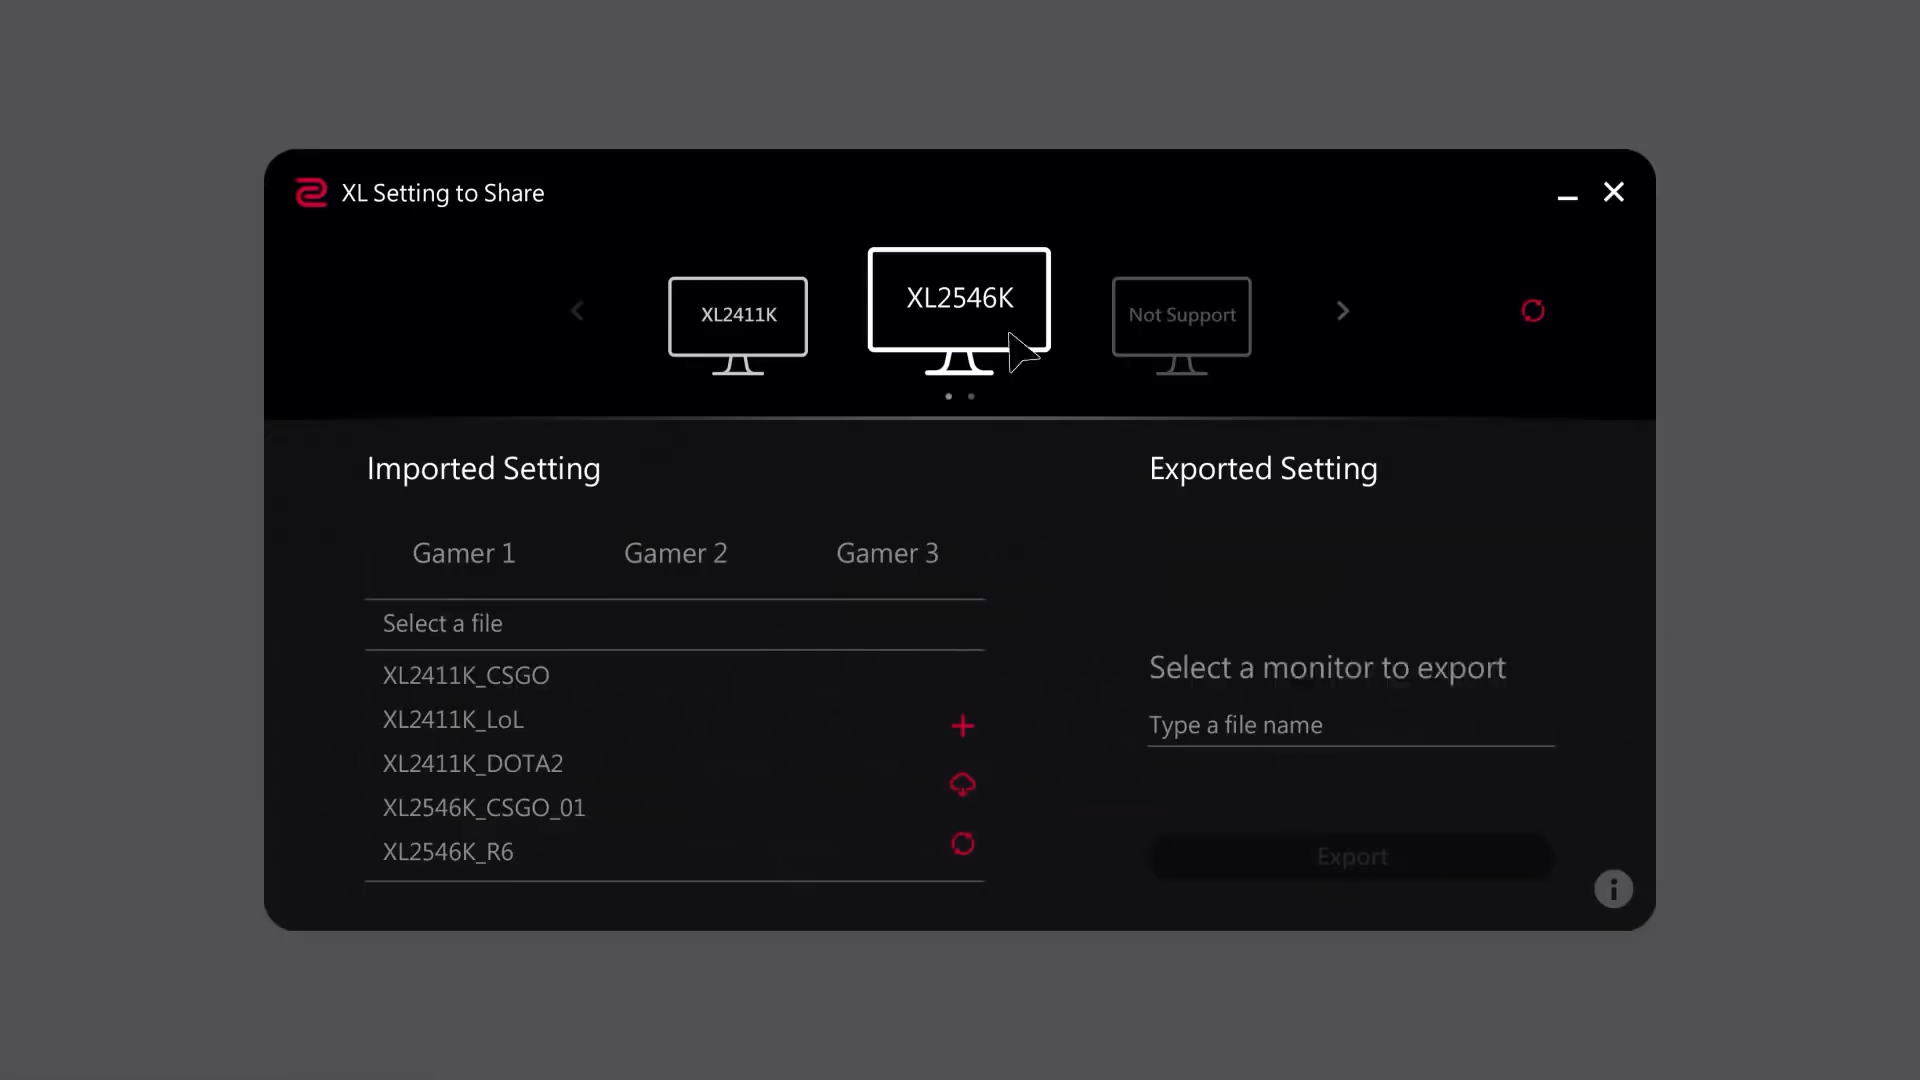 XL Setting to Share
XL2411K
XL2546K
Not Support
Imported Setting
Exported Setting
Gamer 1
Gamer 2
Gamer 3
Select a file
XL2411K_CSGO
XL2411K_LoL
XL2411K_DOTA2
XL2546K_CSGO_01
XL2546K_R6
Select a monitor to export
Type a file name
Export